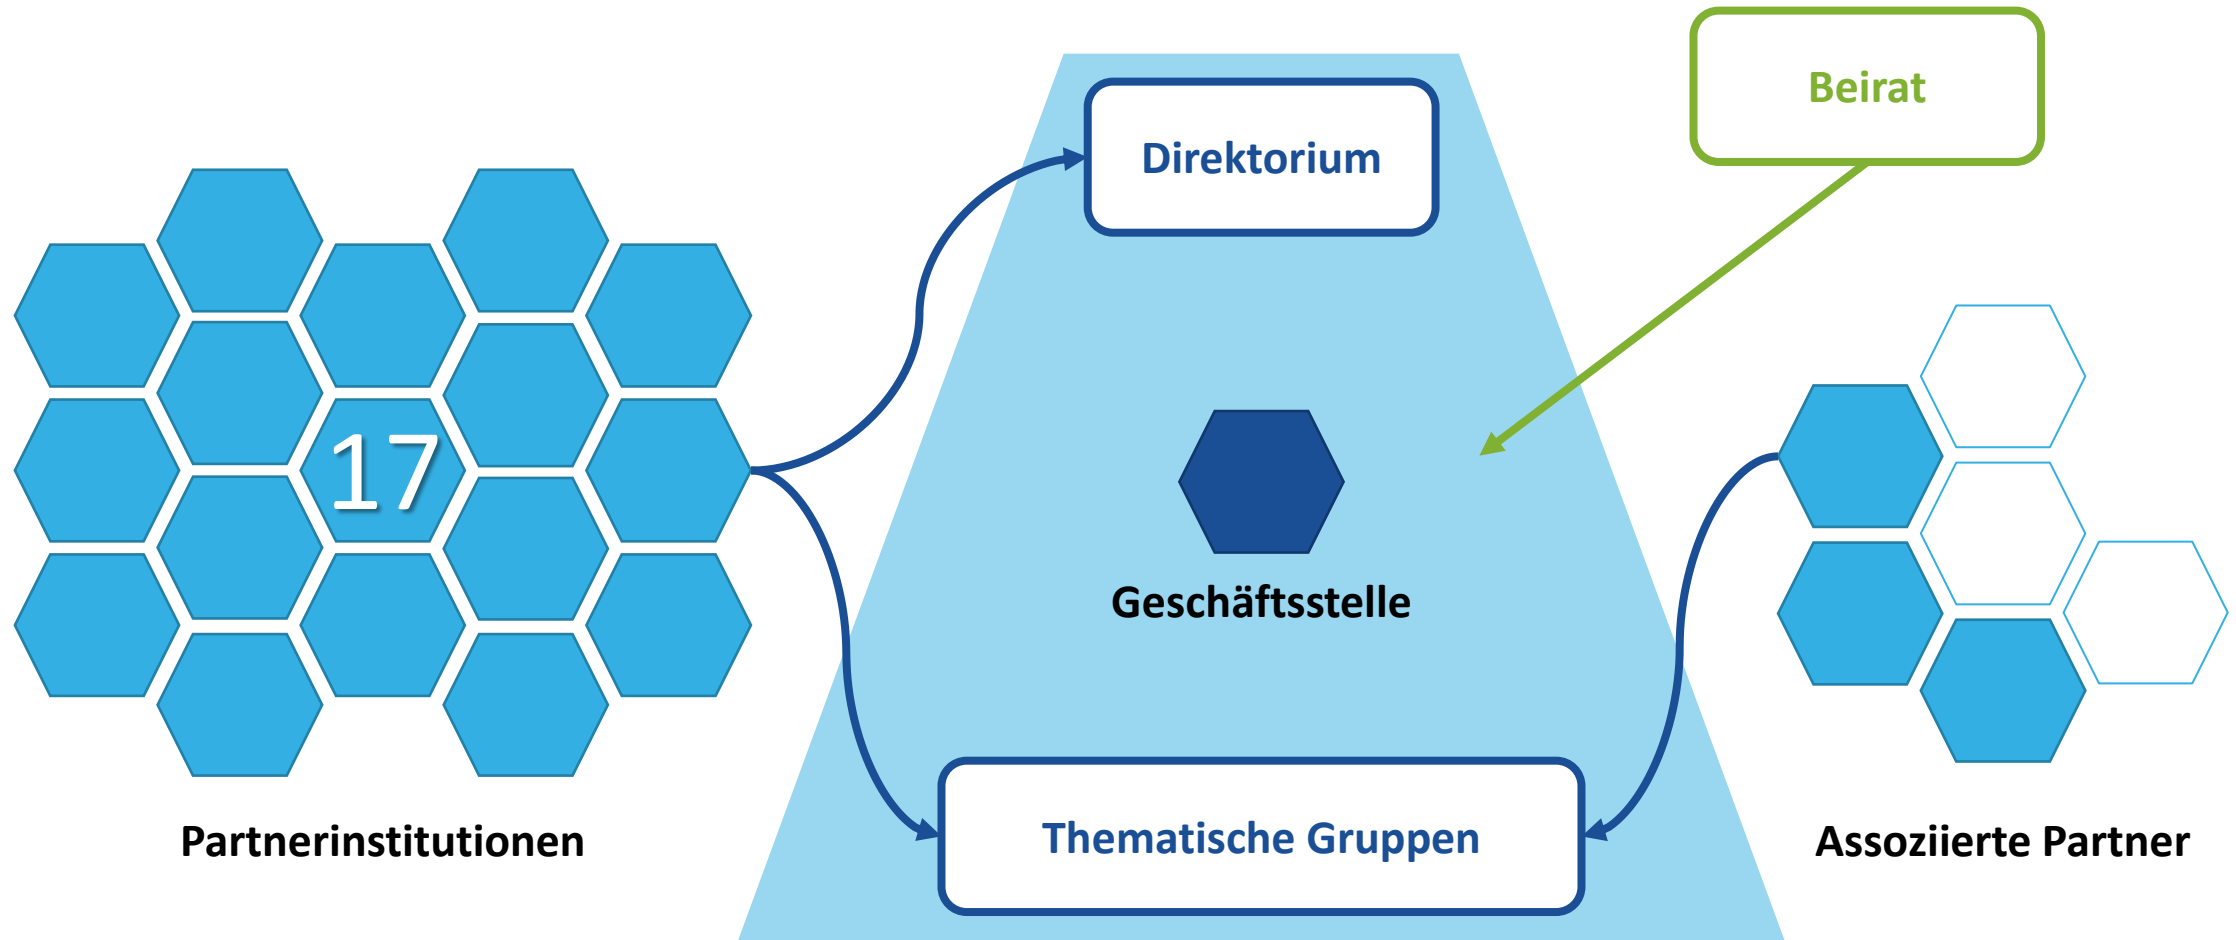 Beirat
Direktorium
17
Geschäftsstelle
Partnerinstitutionen
Thematische Gruppen
Assoziierte Partner